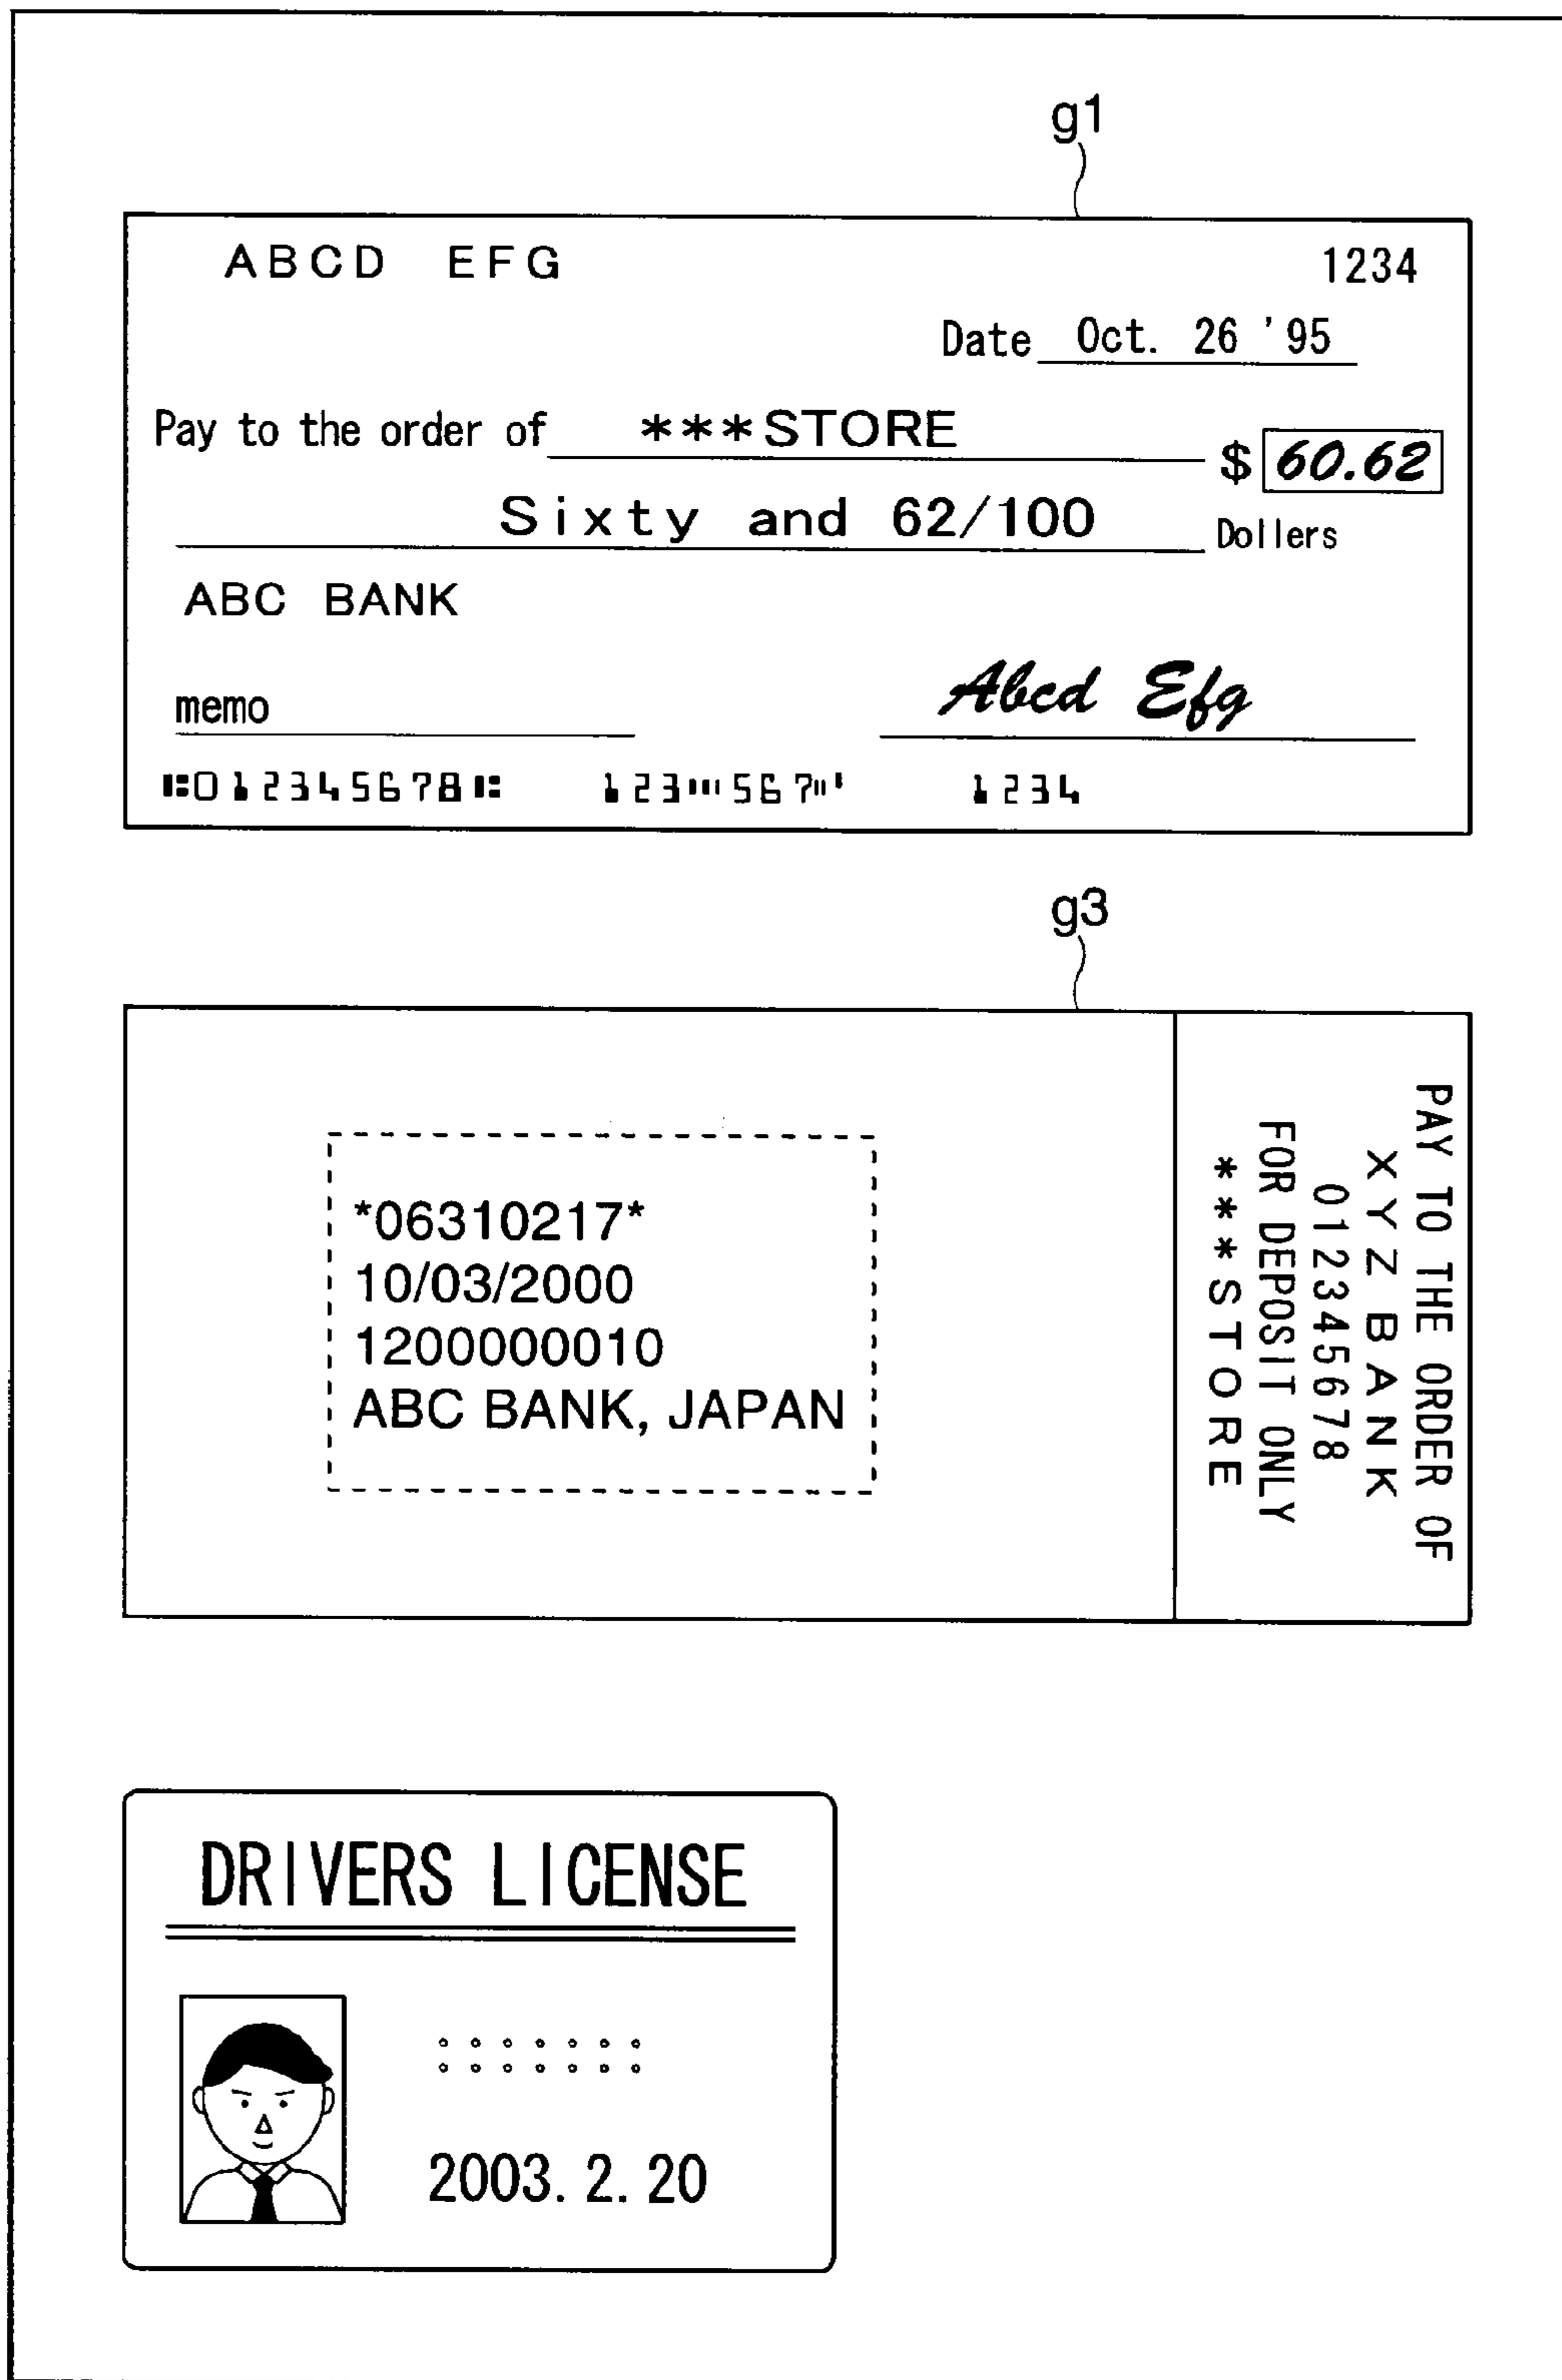 g1
ABCD EFG 1234
Date Oct. 26 '95
Pay to the order of ***STORE
$ 60.62
Sixty and 62/100 Dollers
ABC BANK
Abcd Efg
memo
⑆012345678⑆ 123⑉567⑈ 1234
g3
*06310217*
10/03/2000
1200000010
ABC BANK, JAPAN
PAY TO THE ORDER OF
XYZ BANK
012345678
FOR DEPOSIT ONLY
***STORE
DRIVERS LICENSE
2003. 2. 20